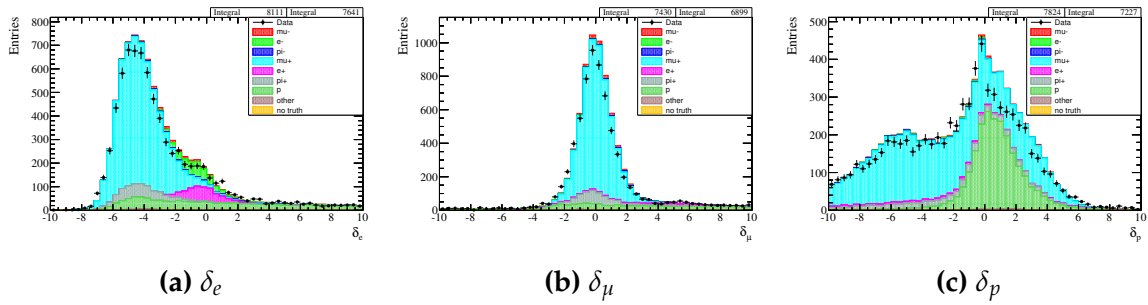 Integral 8111 Integral 7641
Entries
Data
mu-
e-
pi-
mu+
e+
pi+
p
other
no truth
800
700
600
500
400
300
200
100
0
-10 -8 -6 -4 -2 0 2 4 6 8 10
δe
(a) δe
Integral 7430 Integral 6899
Entries
Data
mu-
e-
pi-
mu+
e+
pi+
p
other
no truth
1000
800
600
400
200
0
-10 -8 -6 -4 -2 0 2 4 6 8 10
δμ
(b) δμ
Integral 7824 Integral 7227
Entries
Data
mu-
e-
pi-
mu+
e+
pi+
p
other
no truth
500
400
300
200
100
0
-10 -8 -6 -4 -2 0 2 4 6 8 10
δp
(c) δp